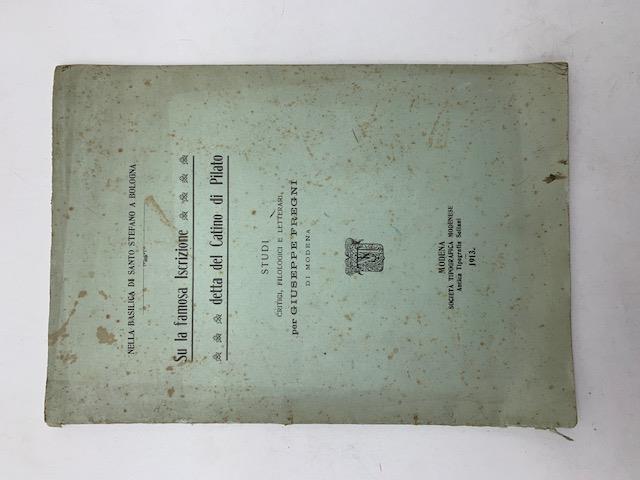 NELLA BASILICA DI SANTO STEFANO A BOLOGNA
Su la famosa Iscrizione
detta del Catino di Pilato
STUDI
CRITICI, FILOLOGICI E LETTERARI,
per GIUSEPPE FREGNI
DI MODENA
MODENA
SOCIETÀ TIPOGRAFICA MODENESE
Antica Tipografia Soliani
1913.